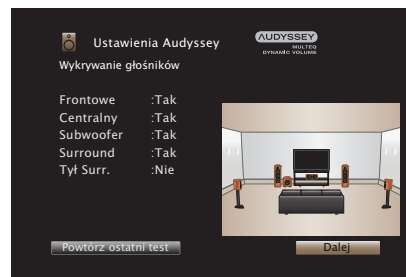 Ustawienia Audyssey
AUDYSSEY
MULTEQ
DYNAMIC VOLUME
Wykrywanie głośników
Frontowe :Tak
Centralny :Tak
Subwoofer :Tak
Surround :Tak
Tył Surr. :Nie
Powtórz ostatni test
Dalej